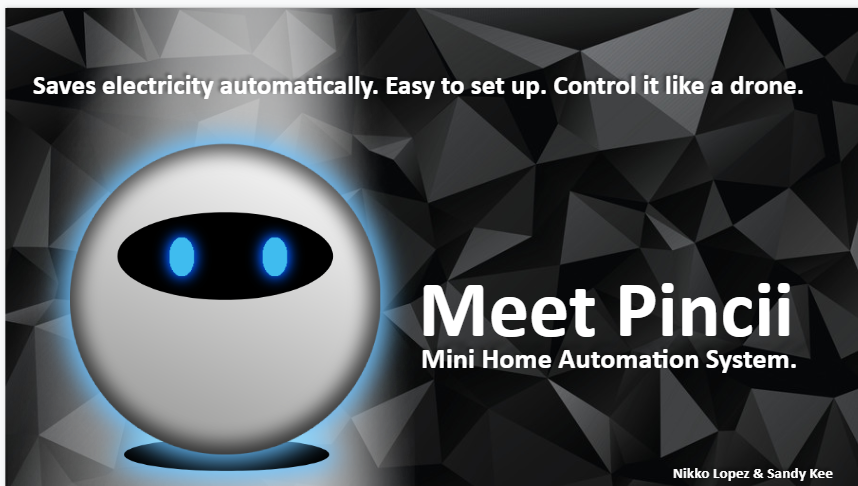 Saves electricity automatically. Easy to set up. Control it like a drone.
Meet Pincii
Mini Home Automation System.
Nikko Lopez & Sandy Kee